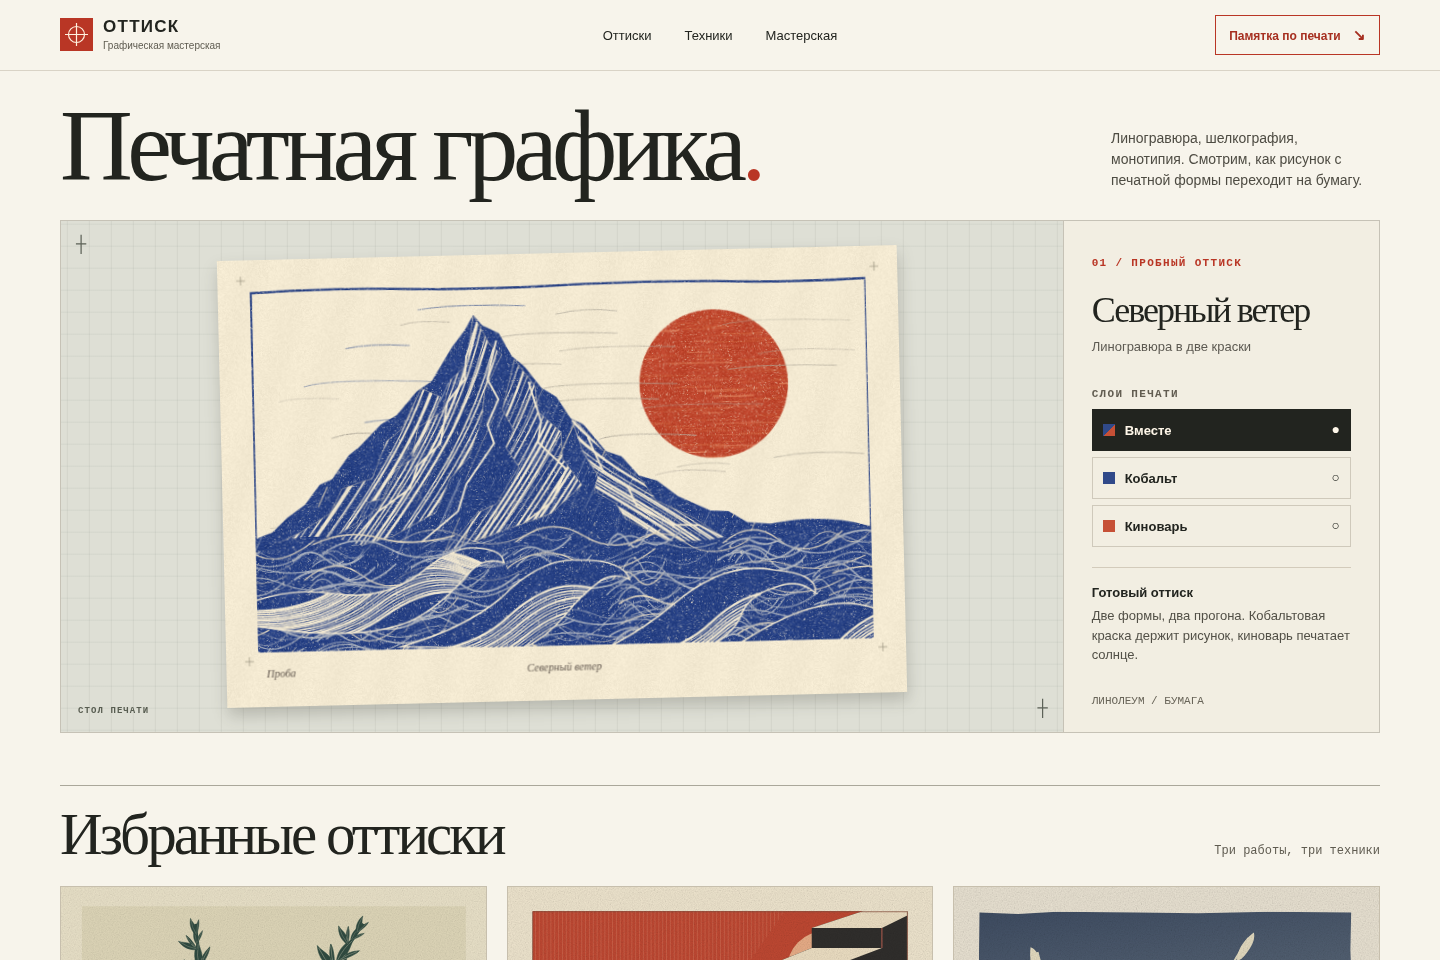 ОТТИСК
Графическая мастерская
Оттиски
Техники
Мастерская
Памятка по печати ↘
Печатная графика.
Линогравюра, шелкография,
монотипия. Смотрим, как рисунок с
печатной формы переходит на бумагу.
Проба
Северный ветер
СТОЛ ПЕЧАТИ
01 / ПРОБНЫЙ ОТТИСК
Северный ветер
Линогравюра в две краски
СЛОИ ПЕЧАТИ
Вместе
Кобальт
Киноварь
Готовый оттиск
Две формы, два прогона. Кобальтовая
краска держит рисунок, киноварь печатает
солнце.
ЛИНОЛЕУМ / БУМАГА
Избранные оттиски
Три работы, три техники